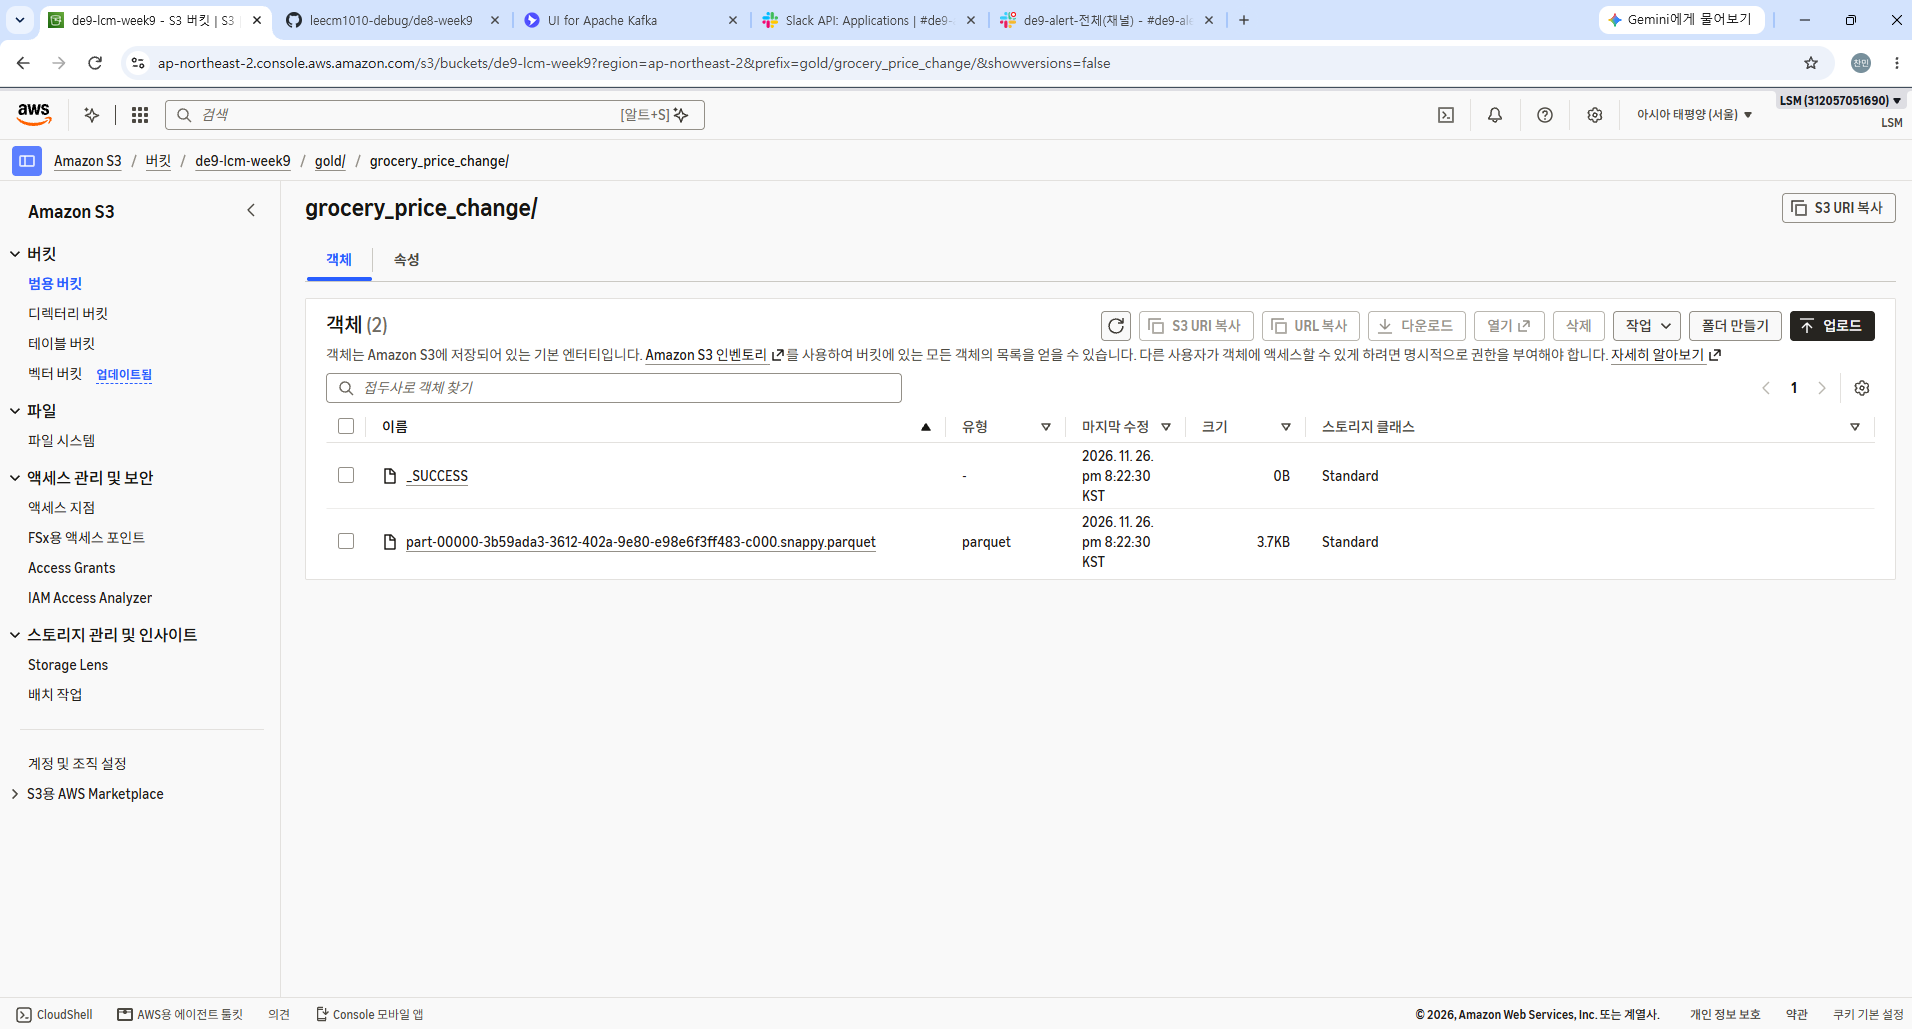 de9-lcm-week9 - S3 버킷 | S3
leecm1010-debug/de8-week9
UI for Apache Kafka
Slack API: Applications | #de9-
de9-alert-전체(채널) - #de9-ale
Gemini에게 물어보기
ap-northeast-2.console.aws.amazon.com/s3/buckets/de9-lcm-week9?region=ap-northeast-2&prefix=gold/grocery_price_change/&showversions=false
찬민
aws
검색
[알트+S]
아시아 태평양 (서울)
LSM (312057051690)
LSM
Amazon S3 / 버킷 / de9-lcm-week9 / gold/ / grocery_price_change/
Amazon S3
버킷
범용 버킷
디렉터리 버킷
테이블 버킷
벡터 버킷 업데이트됨
파일
파일 시스템
액세스 관리 및 보안
액세스 지점
FSx용 액세스 포인트
Access Grants
IAM Access Analyzer
스토리지 관리 및 인사이트
Storage Lens
배치 작업
계정 및 조직 설정
S3용 AWS Marketplace
grocery_price_change/
S3 URI 복사
객체
속성
객체 (2)
S3 URI 복사
URL 복사
다운로드
열기
삭제
작업
폴더 만들기
업로드
객체는 Amazon S3에 저장되어 있는 기본 엔터티입니다. Amazon S3 인벤토리를 사용하여 버킷에 있는 모든 객체의 목록을 얻을 수 있습니다. 다른 사용자가 객체에 액세스할 수 있게 하려면 명시적으로 권한을 부여해야 합니다. 자세히 알아보기
접두사로 객체 찾기
1
이름 유형 마지막 수정 크기 스토리지 클래스
_SUCCESS - 2026. 11. 26. pm 8:22:30 KST 0B Standard
part-00000-3b59ada3-3612-402a-9e80-e98e6f3ff483-c000.snappy.parquet parquet 2026. 11. 26. pm 8:22:30 KST 3.7KB Standard
CloudShell
AWS용 에이전트 툴킷
의견
Console 모바일 앱
© 2026, Amazon Web Services, Inc. 또는 계열사.
개인 정보 보호
약관
쿠키 기본 설정